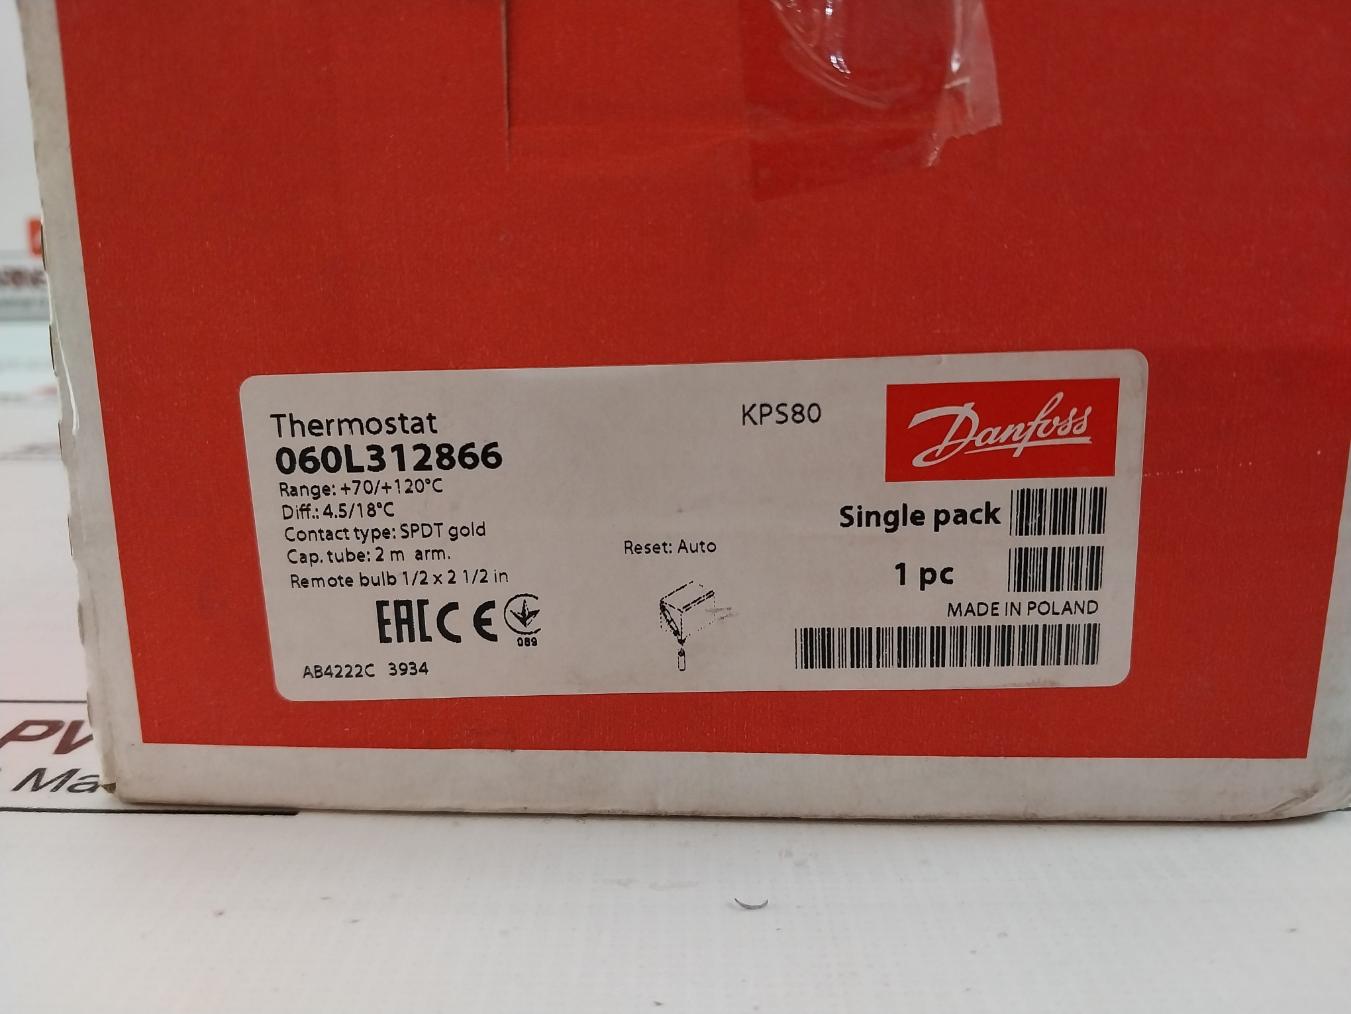 Thermostat
060L312866
Range: +70/+120°C
Diff.: 4.5/18°C
Contact type: SPDT gold
Cap. tube: 2 m arm.
Remote bulb 1/2 x 2 1/2 in
EAC CE
089
AB4222C 3934
Reset: Auto
KPS80
Danfoss
Single pack
1 pc
MADE IN POLAND